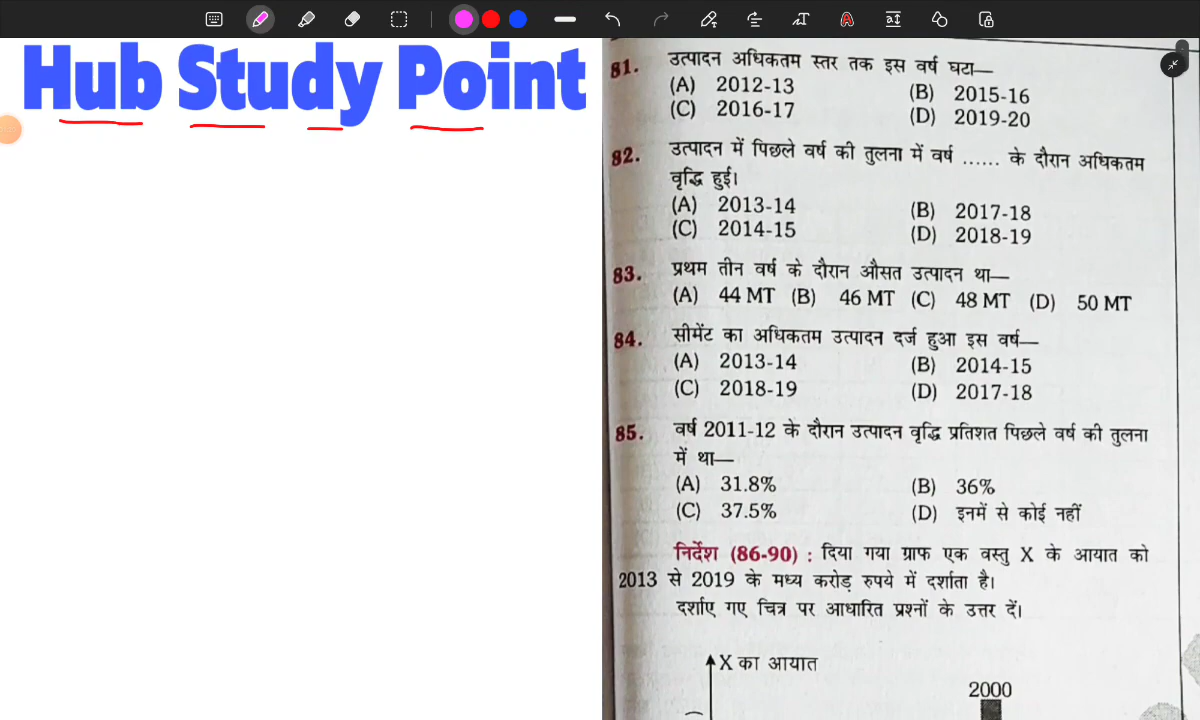 Hub Study Point
81. उत्पादन अधिकतम स्तर तक इस वर्ष घटा—
(A) 2012-13 (B) 2015-16
(C) 2016-17 (D) 2019-20
82. उत्पादन में पिछले वर्ष की तुलना में वर्ष ...... के दौरान अधिकतम
वृद्धि हुई।
(A) 2013-14 (B) 2017-18
(C) 2014-15 (D) 2018-19
83. प्रथम तीन वर्ष के दौरान औसत उत्पादन था—
(A) 44 MT (B) 46 MT (C) 48 MT (D) 50 MT
84. सीमेंट का अधिकतम उत्पादन दर्ज हुआ इस वर्ष—
(A) 2013-14 (B) 2014-15
(C) 2018-19 (D) 2017-18
85. वर्ष 2011-12 के दौरान उत्पादन वृद्धि प्रतिशत पिछले वर्ष की तुलना
में था—
(A) 31.8% (B) 36%
(C) 37.5% (D) इनमें से कोई नहीं
निर्देश (86-90) : दिया गया ग्राफ एक वस्तु X के आयात को
2013 से 2019 के मध्य करोड़ रुपये में दर्शाता है।
दर्शाए गए चित्र पर आधारित प्रश्नों के उत्तर दें।
X का आयात
2000